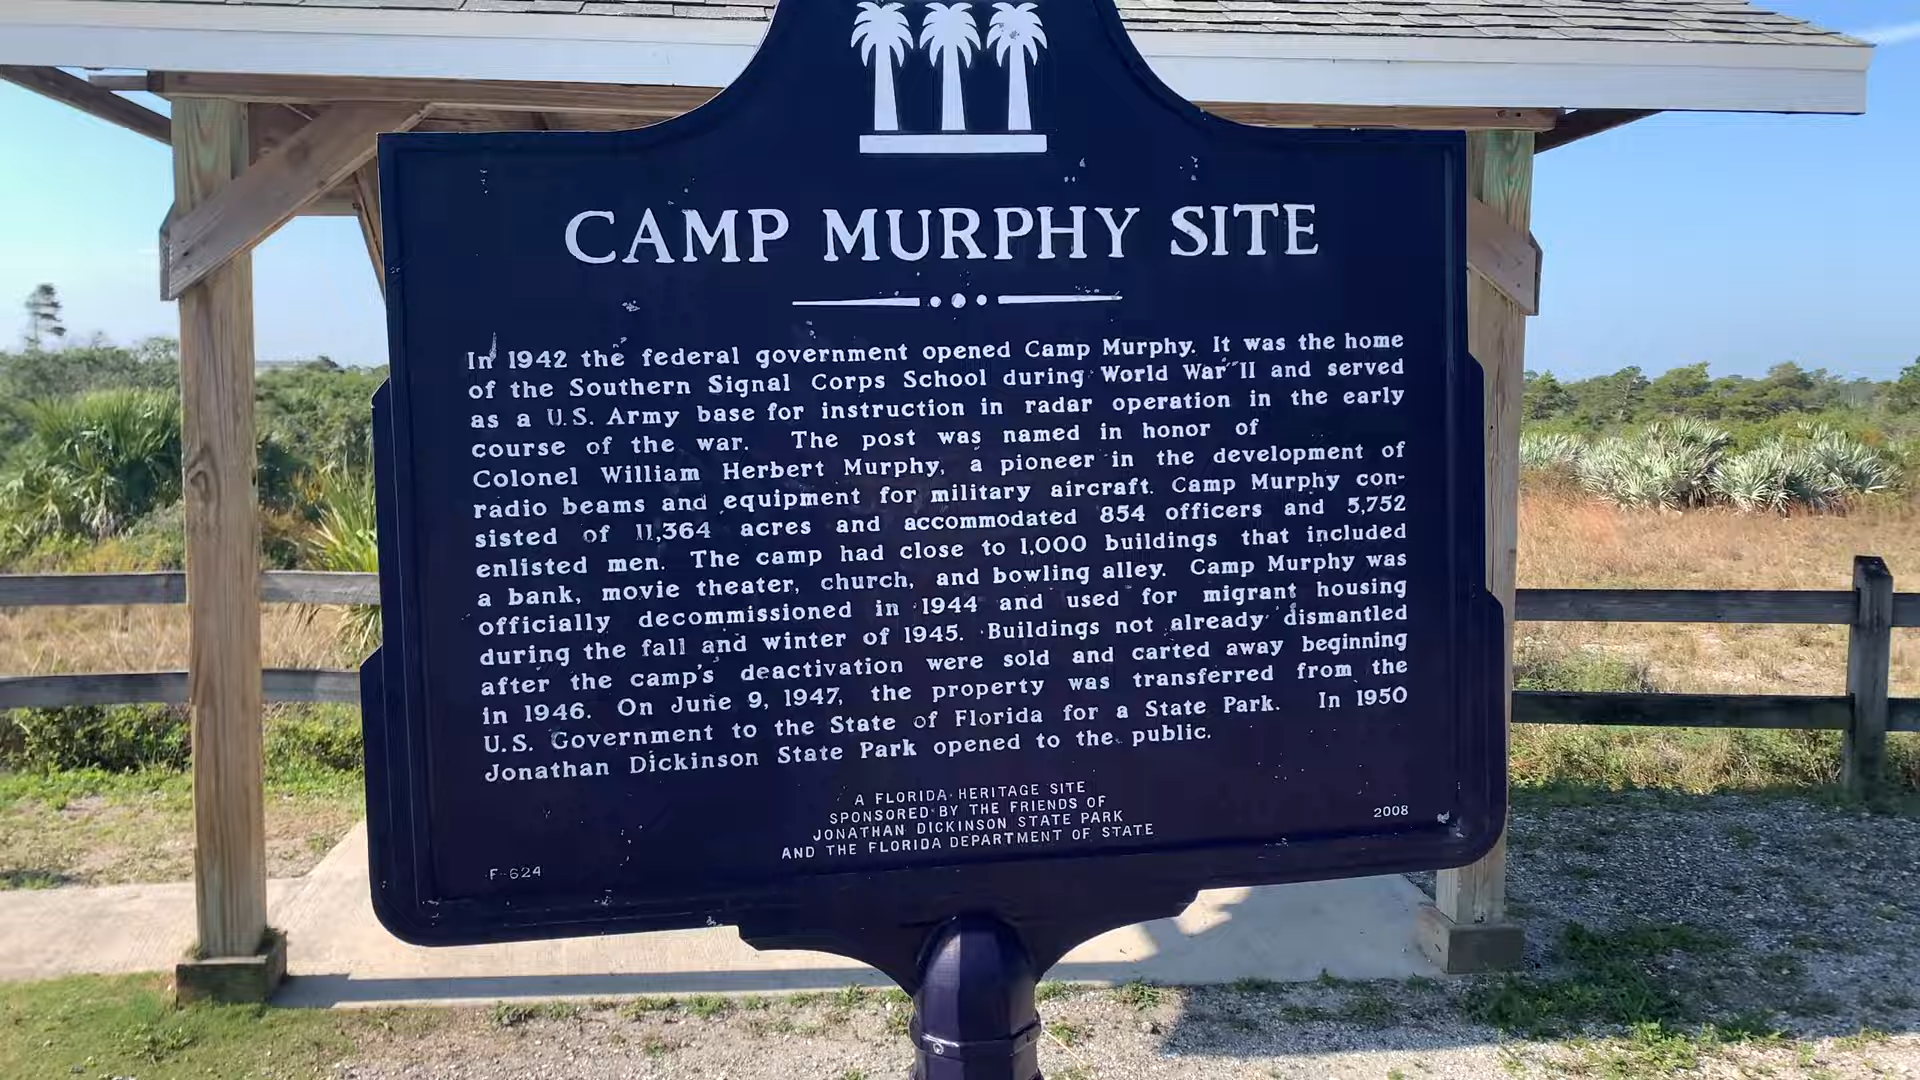 CAMP MURPHY SITE
In 1942 the federal government opened Camp Murphy. It was the home
of the Southern Signal Corps School during World War II and served
as a U.S. Army base for instruction in radar operation in the early
course of the war. The post was named in honor of
Colonel William Herbert Murphy, a pioneer in the development of
radio beams and equipment for military aircraft. Camp Murphy con-
sisted of 11,364 acres and accommodated 854 officers and 5,752
enlisted men. The camp had close to 1,000 buildings that included
a bank, movie theater, church, and bowling alley. Camp Murphy was
officially decommissioned in 1944 and used for migrant housing
during the fall and winter of 1945. Buildings not already dismantled
after the camp's deactivation were sold and carted away beginning
in 1946. On June 9, 1947, the property was transferred from the
U.S. Government to the State of Florida for a State Park. In 1950
Jonathan Dickinson State Park opened to the public.
A FLORIDA HERITAGE SITE
SPONSORED BY THE FRIENDS OF
JONATHAN DICKINSON STATE PARK
AND THE FLORIDA DEPARTMENT OF STATE
F-624
2008